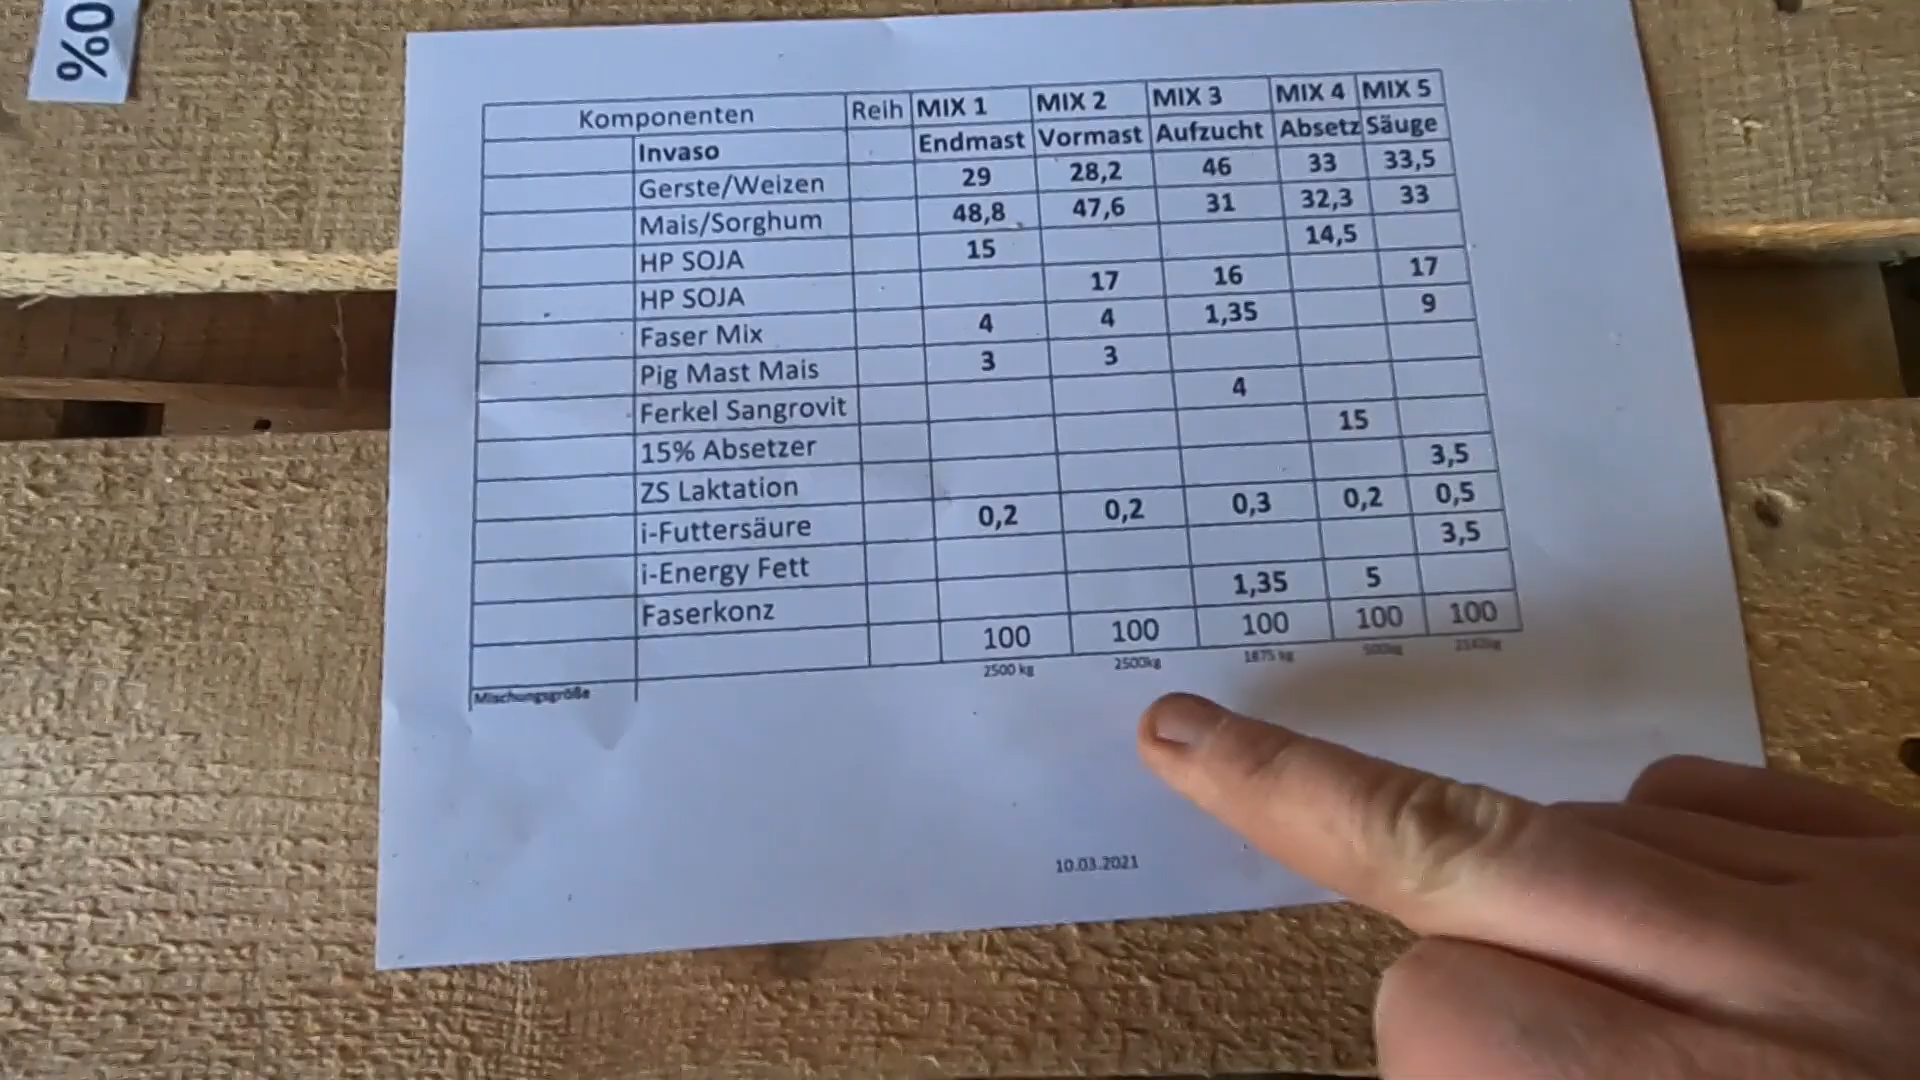 0%
Komponenten Reih MIX 1 MIX 2 MIX 3 MIX 4 MIX 5
Invaso Endmast Vormast Aufzucht Absetz Säuge
Gerste/Weizen 29 28,2 46 33 33,5
Mais/Sorghum 48,8 47,6 31 32,3 33
HP SOJA 15 14,5
HP SOJA 17 16 17
Faser Mix 4 4 1,35 9
Pig Mast Mais 3 3
Ferkel Sangrovit 4
15% Absetzer 15
ZS Laktation 3,5
i-Futtersäure 0,2 0,2 0,3 0,2 0,5
i-Energy Fett 3,5
Faserkonz 1,35 5
100 100 100 100 100
Mischungsgröße 2500 kg 2500kg 1875 kg 500kg
10.03.2021